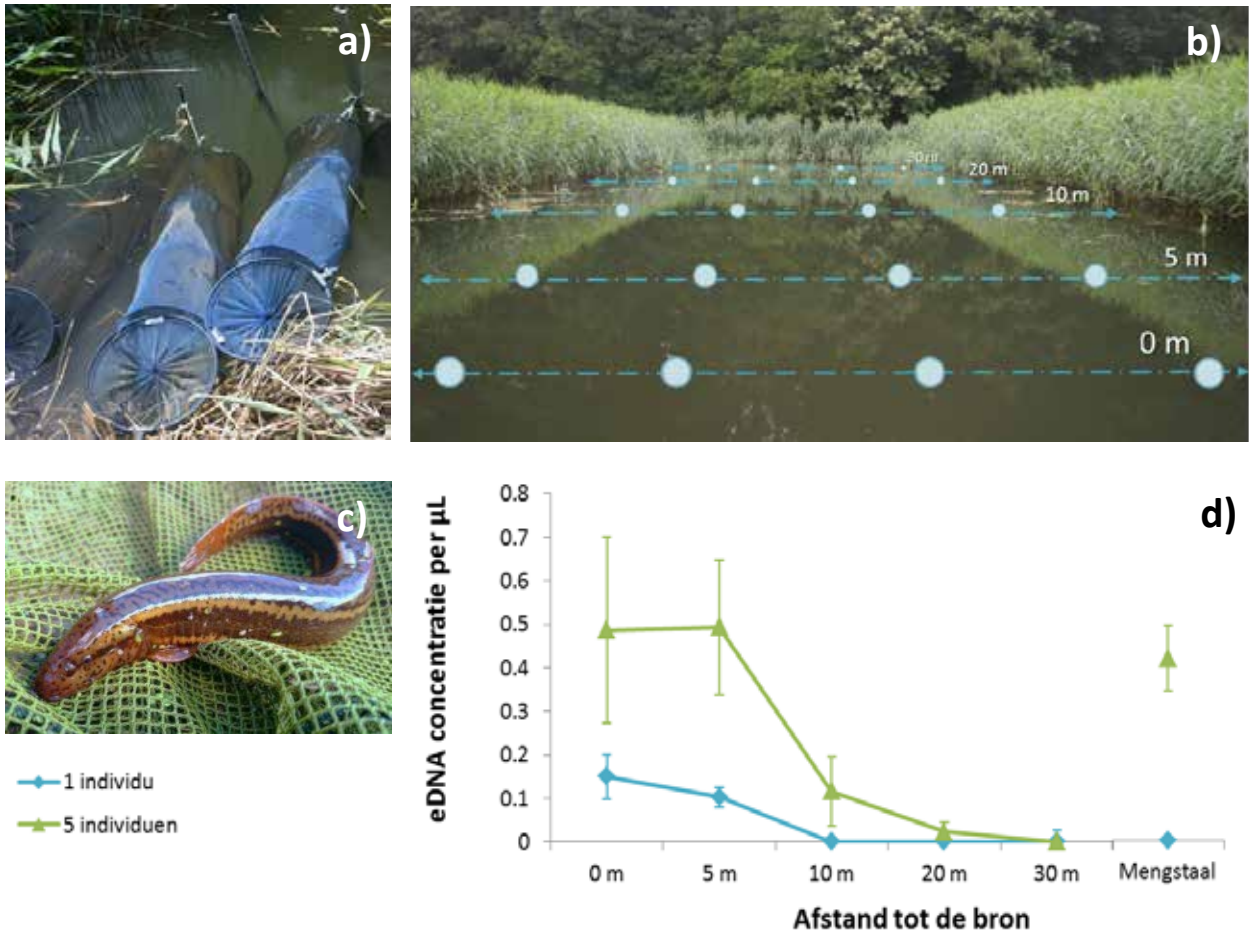 a)
b)
30 m
20 m
10 m
5 m
0 m
c)
1 individu
5 individuen
d)
eDNA concentratie per µL
0.8
0.7
0.6
0.5
0.4
0.3
0.2
0.1
0
0 m
5 m
10 m
20 m
30 m
Mengstaal
Afstand tot de bron